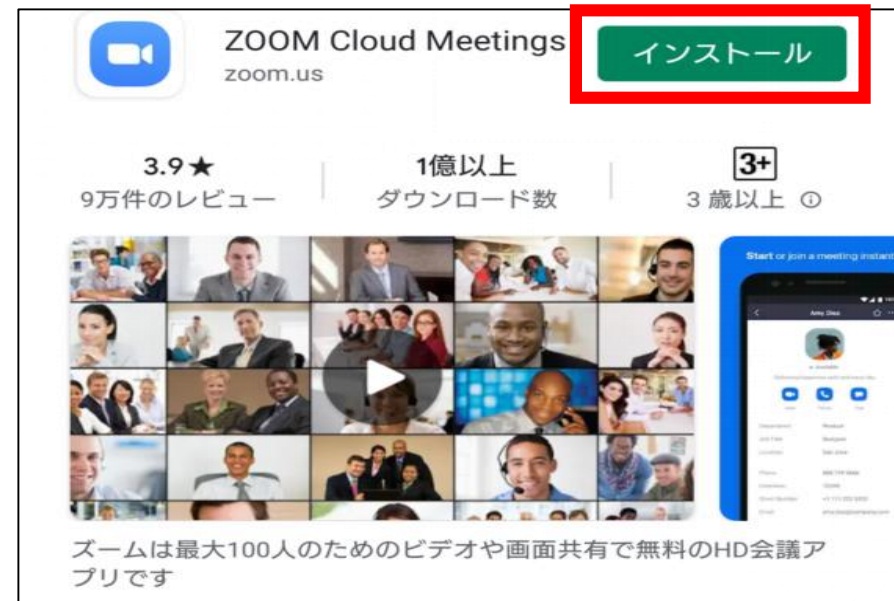 ZOOM Cloud Meetings
zoom.us
インストール
3.9★
9万件のレビュー
1億以上
ダウンロード数
3+
3 歳以上
Start or join a meeting instant
Amy Diaz
ズームは最大100人のためのビデオや画面共有で無料のHD会議ア
プリです